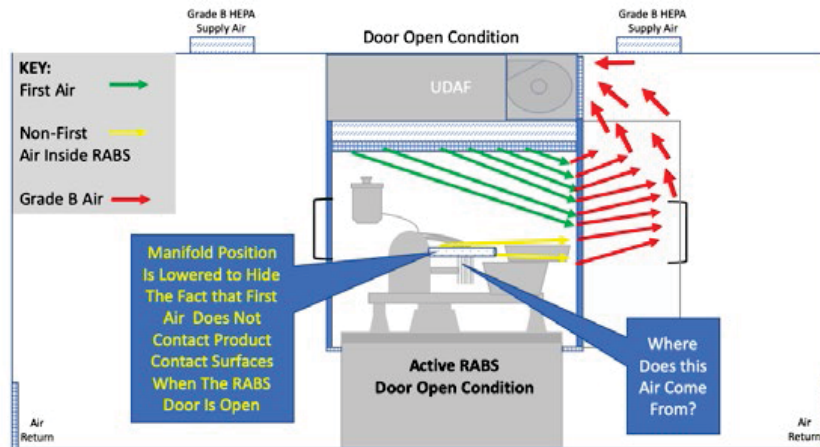 Grade B HEPA
Supply Air
Door Open Condition
Grade B HEPA
Supply Air
KEY:
First Air
Non-First
Air Inside RABS
Grade B Air
UDAF
Manifold Position
Is Lowered to Hide
The Fact that First
Air Does Not
Contact Product
Contact Surfaces
When The RABS
Door Is Open
Active RABS
Door Open Condition
Where
Does this
Air Come
From?
Air
Return
Air
Return